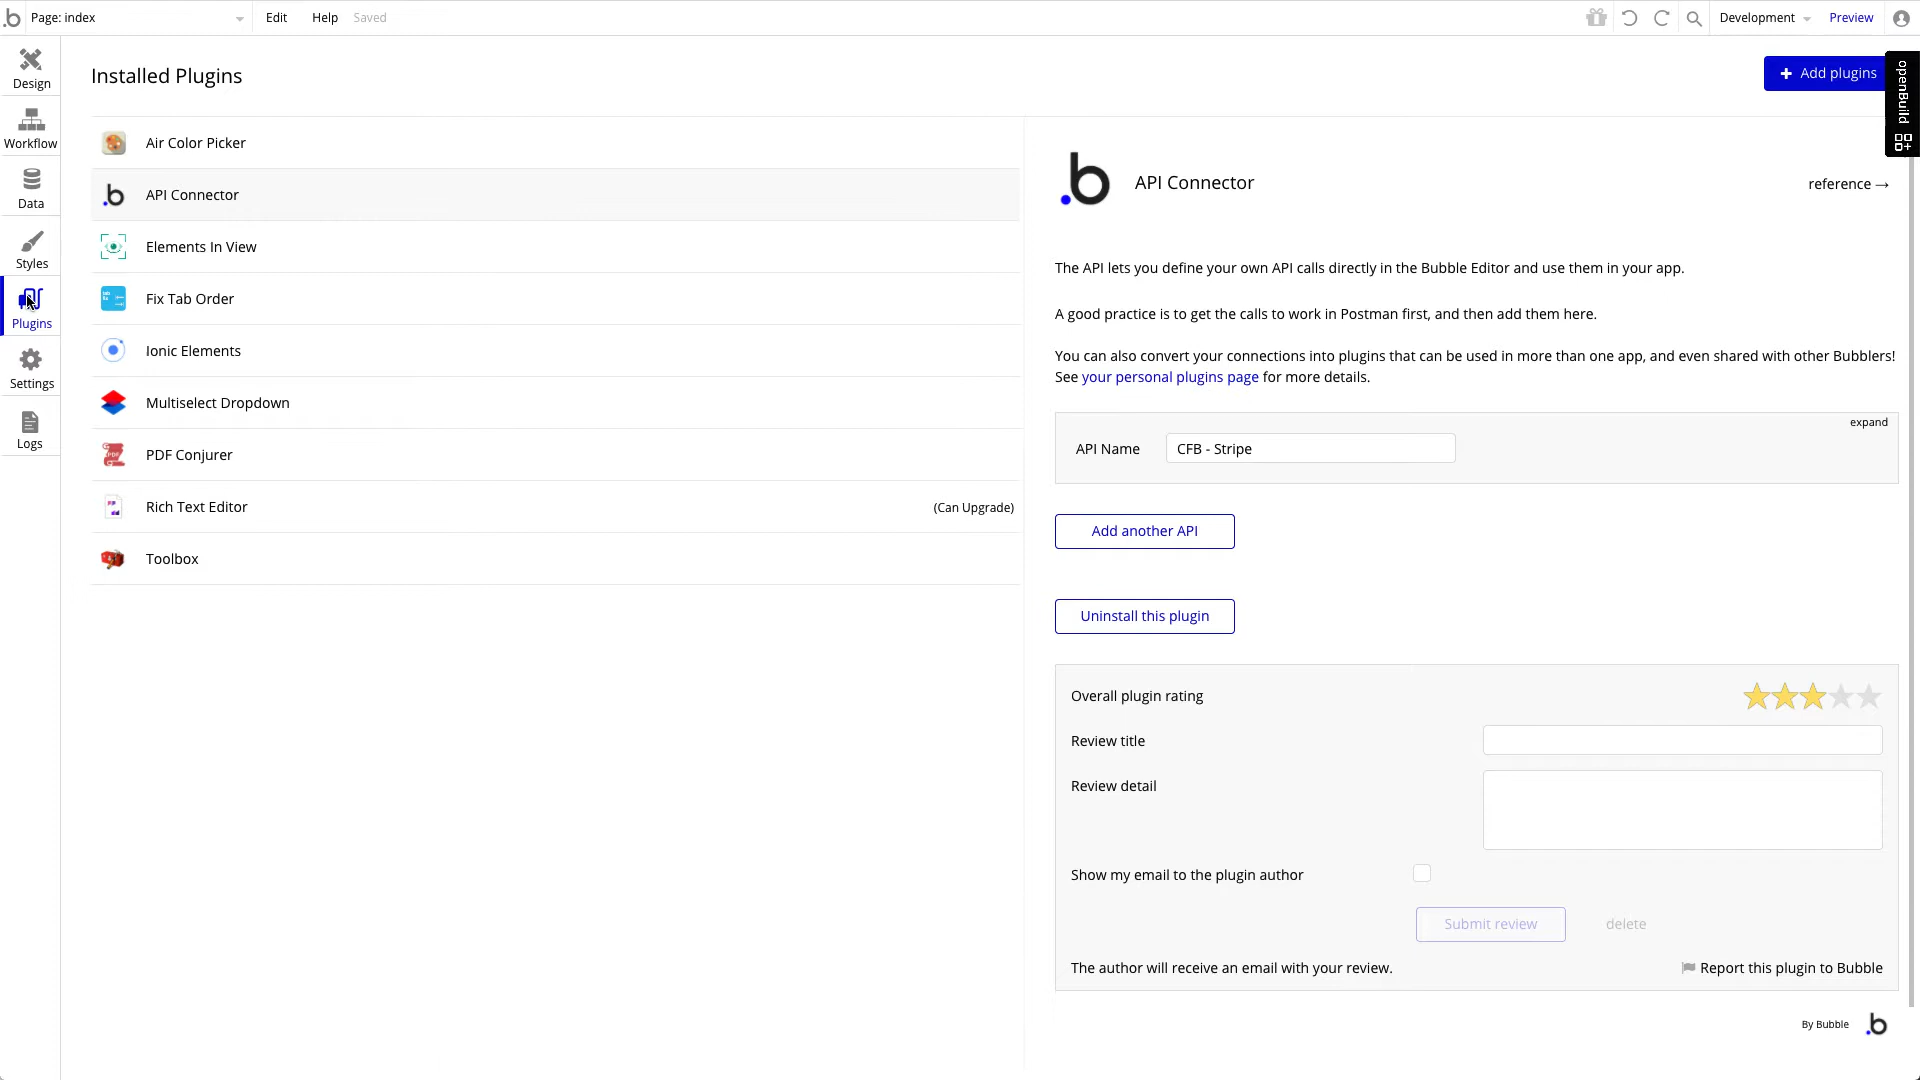 Page: index
Edit
Help
Saved
Development
Preview
Design
Workflow
Data
Styles
Plugins
Settings
Logs
Installed Plugins
+ Add plugins
openBuild
Air Color Picker
API Connector
Elements In View
Fix Tab Order
Ionic Elements
Multiselect Dropdown
PDF Conjurer
Rich Text Editor
(Can Upgrade)
Toolbox
API Connector
reference →
The API lets you define your own API calls directly in the Bubble Editor and use them in your app.
A good practice is to get the calls to work in Postman first, and then add them here.
You can also convert your connections into plugins that can be used in more than one app, and even shared with other Bubblers!
See your personal plugins page for more details.
expand
API Name
CFB - Stripe
Add another API
Uninstall this plugin
Overall plugin rating
Review title
Review detail
Show my email to the plugin author
Submit review
delete
The author will receive an email with your review.
Report this plugin to Bubble
By Bubble